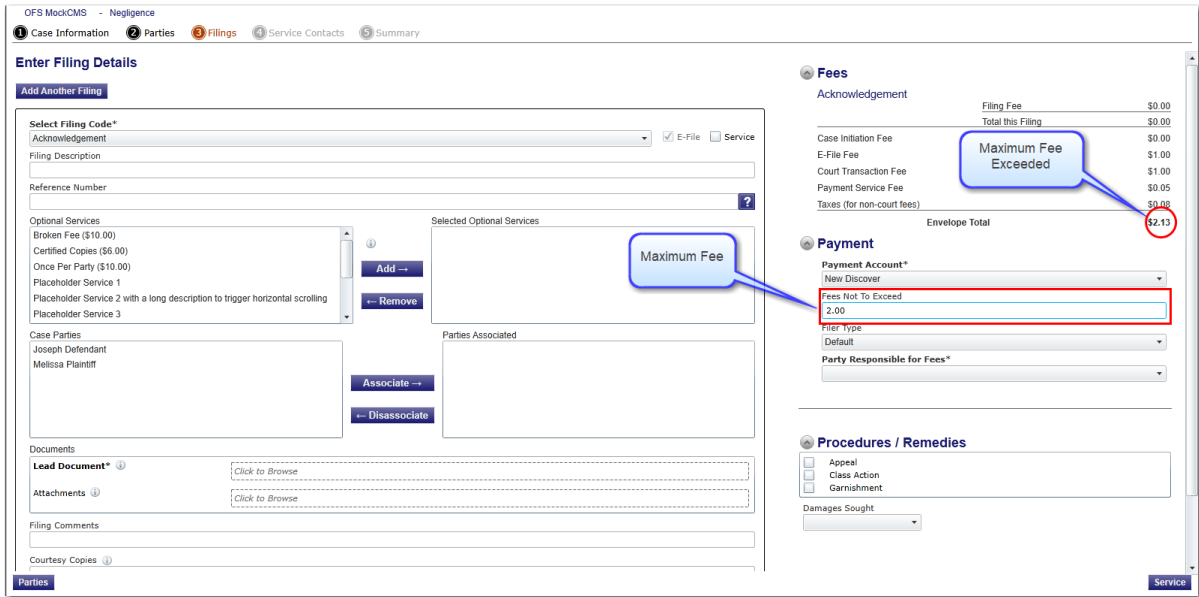 OFS MockCMS - Negligence
1 Case Information 2 Parties 3 Filings 4 Service Contacts 5 Summary
Enter Filing Details
Add Another Filing
Select Filing Code*
Acknowledgement
E-File Service
Filing Description
Reference Number
?
Optional Services
Broken Fee ($10.00)
Certified Copies ($6.00)
Once Per Party ($10.00)
Placeholder Service 1
Placeholder Service 2 with a long description to trigger horizontal scrolling
Placeholder Service 3
i
Add →
← Remove
Selected Optional Services
Case Parties
Joseph Defendant
Melissa Plaintiff
Associate →
← Disassociate
Parties Associated
Documents
Lead Document* i Click to Browse
Attachments i Click to Browse
Filing Comments
Courtesy Copies i
Parties
Fees
Acknowledgement
Filing Fee $0.00
Total this Filing $0.00
Case Initiation Fee $0.00
E-File Fee $1.00
Court Transaction Fee $1.00
Payment Service Fee $0.05
Taxes (for non-court fees) $0.08
Envelope Total $2.13
Maximum Fee
Exceeded
Payment
Payment Account*
New Discover
Maximum Fee
Fees Not To Exceed
2.00
Filer Type
Default
Party Responsible for Fees*
Procedures / Remedies
Appeal
Class Action
Garnishment
Damages Sought
Service